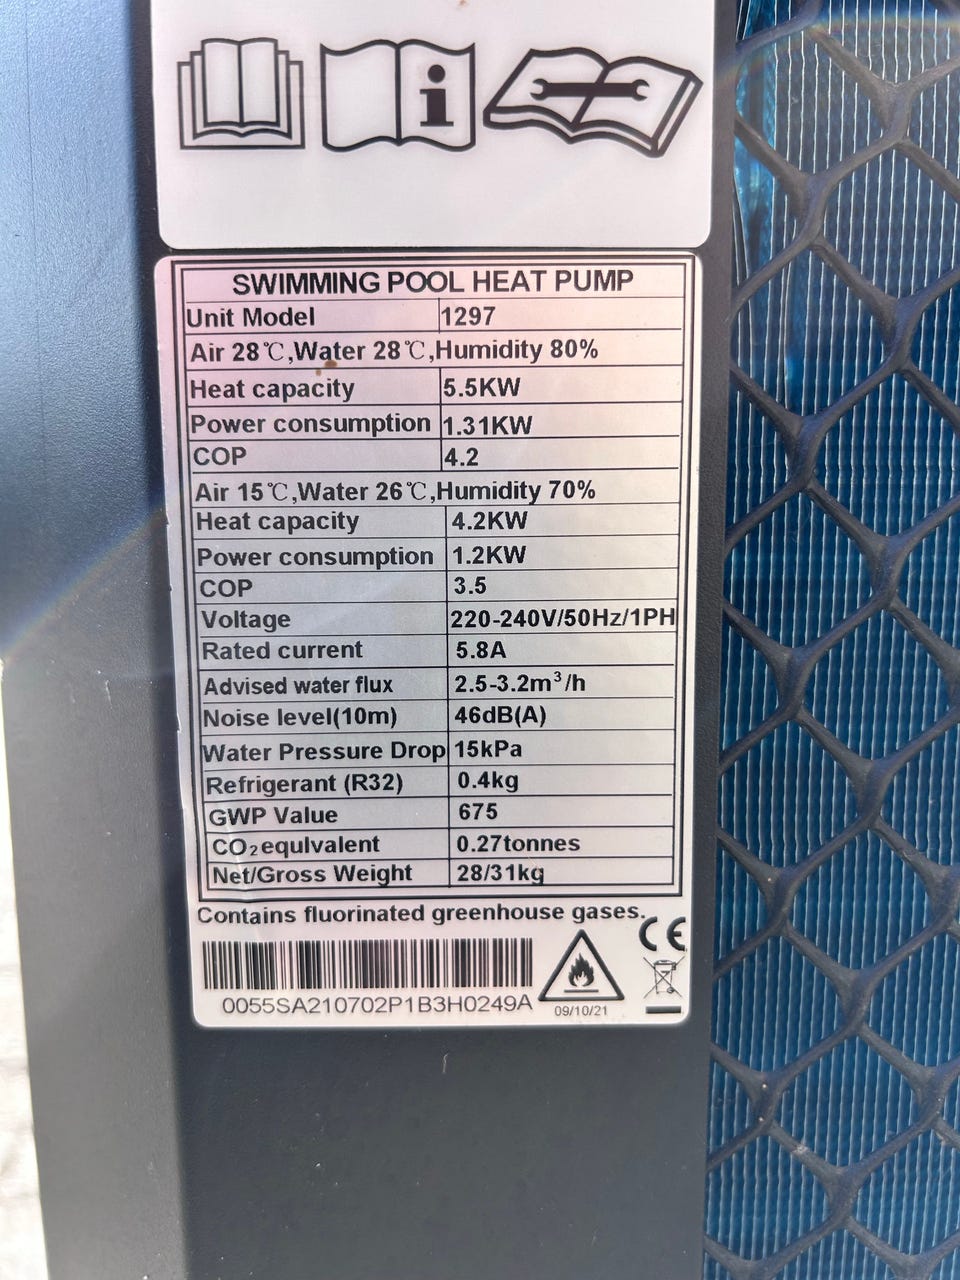 i
SWIMMING POOL HEAT PUMP
Unit Model 1297
Air 28℃,Water 28℃,Humidity 80%
Heat capacity 5.5KW
Power consumption 1.31KW
COP 4.2
Air 15℃,Water 26℃,Humidity 70%
Heat capacity 4.2KW
Power consumption 1.2KW
COP 3.5
Voltage 220-240V/50Hz/1PH
Rated current 5.8A
Advised water flux 2.5-3.2m³/h
Noise level(10m) 46dB(A)
Water Pressure Drop 15kPa
Refrigerant (R32) 0.4kg
GWP Value 675
CO₂equlvalent 0.27tonnes
Net/Gross Weight 28/31kg
Contains fluorinated greenhouse gases.
CE
0055SA210702P1B3H0249A
09/10/21